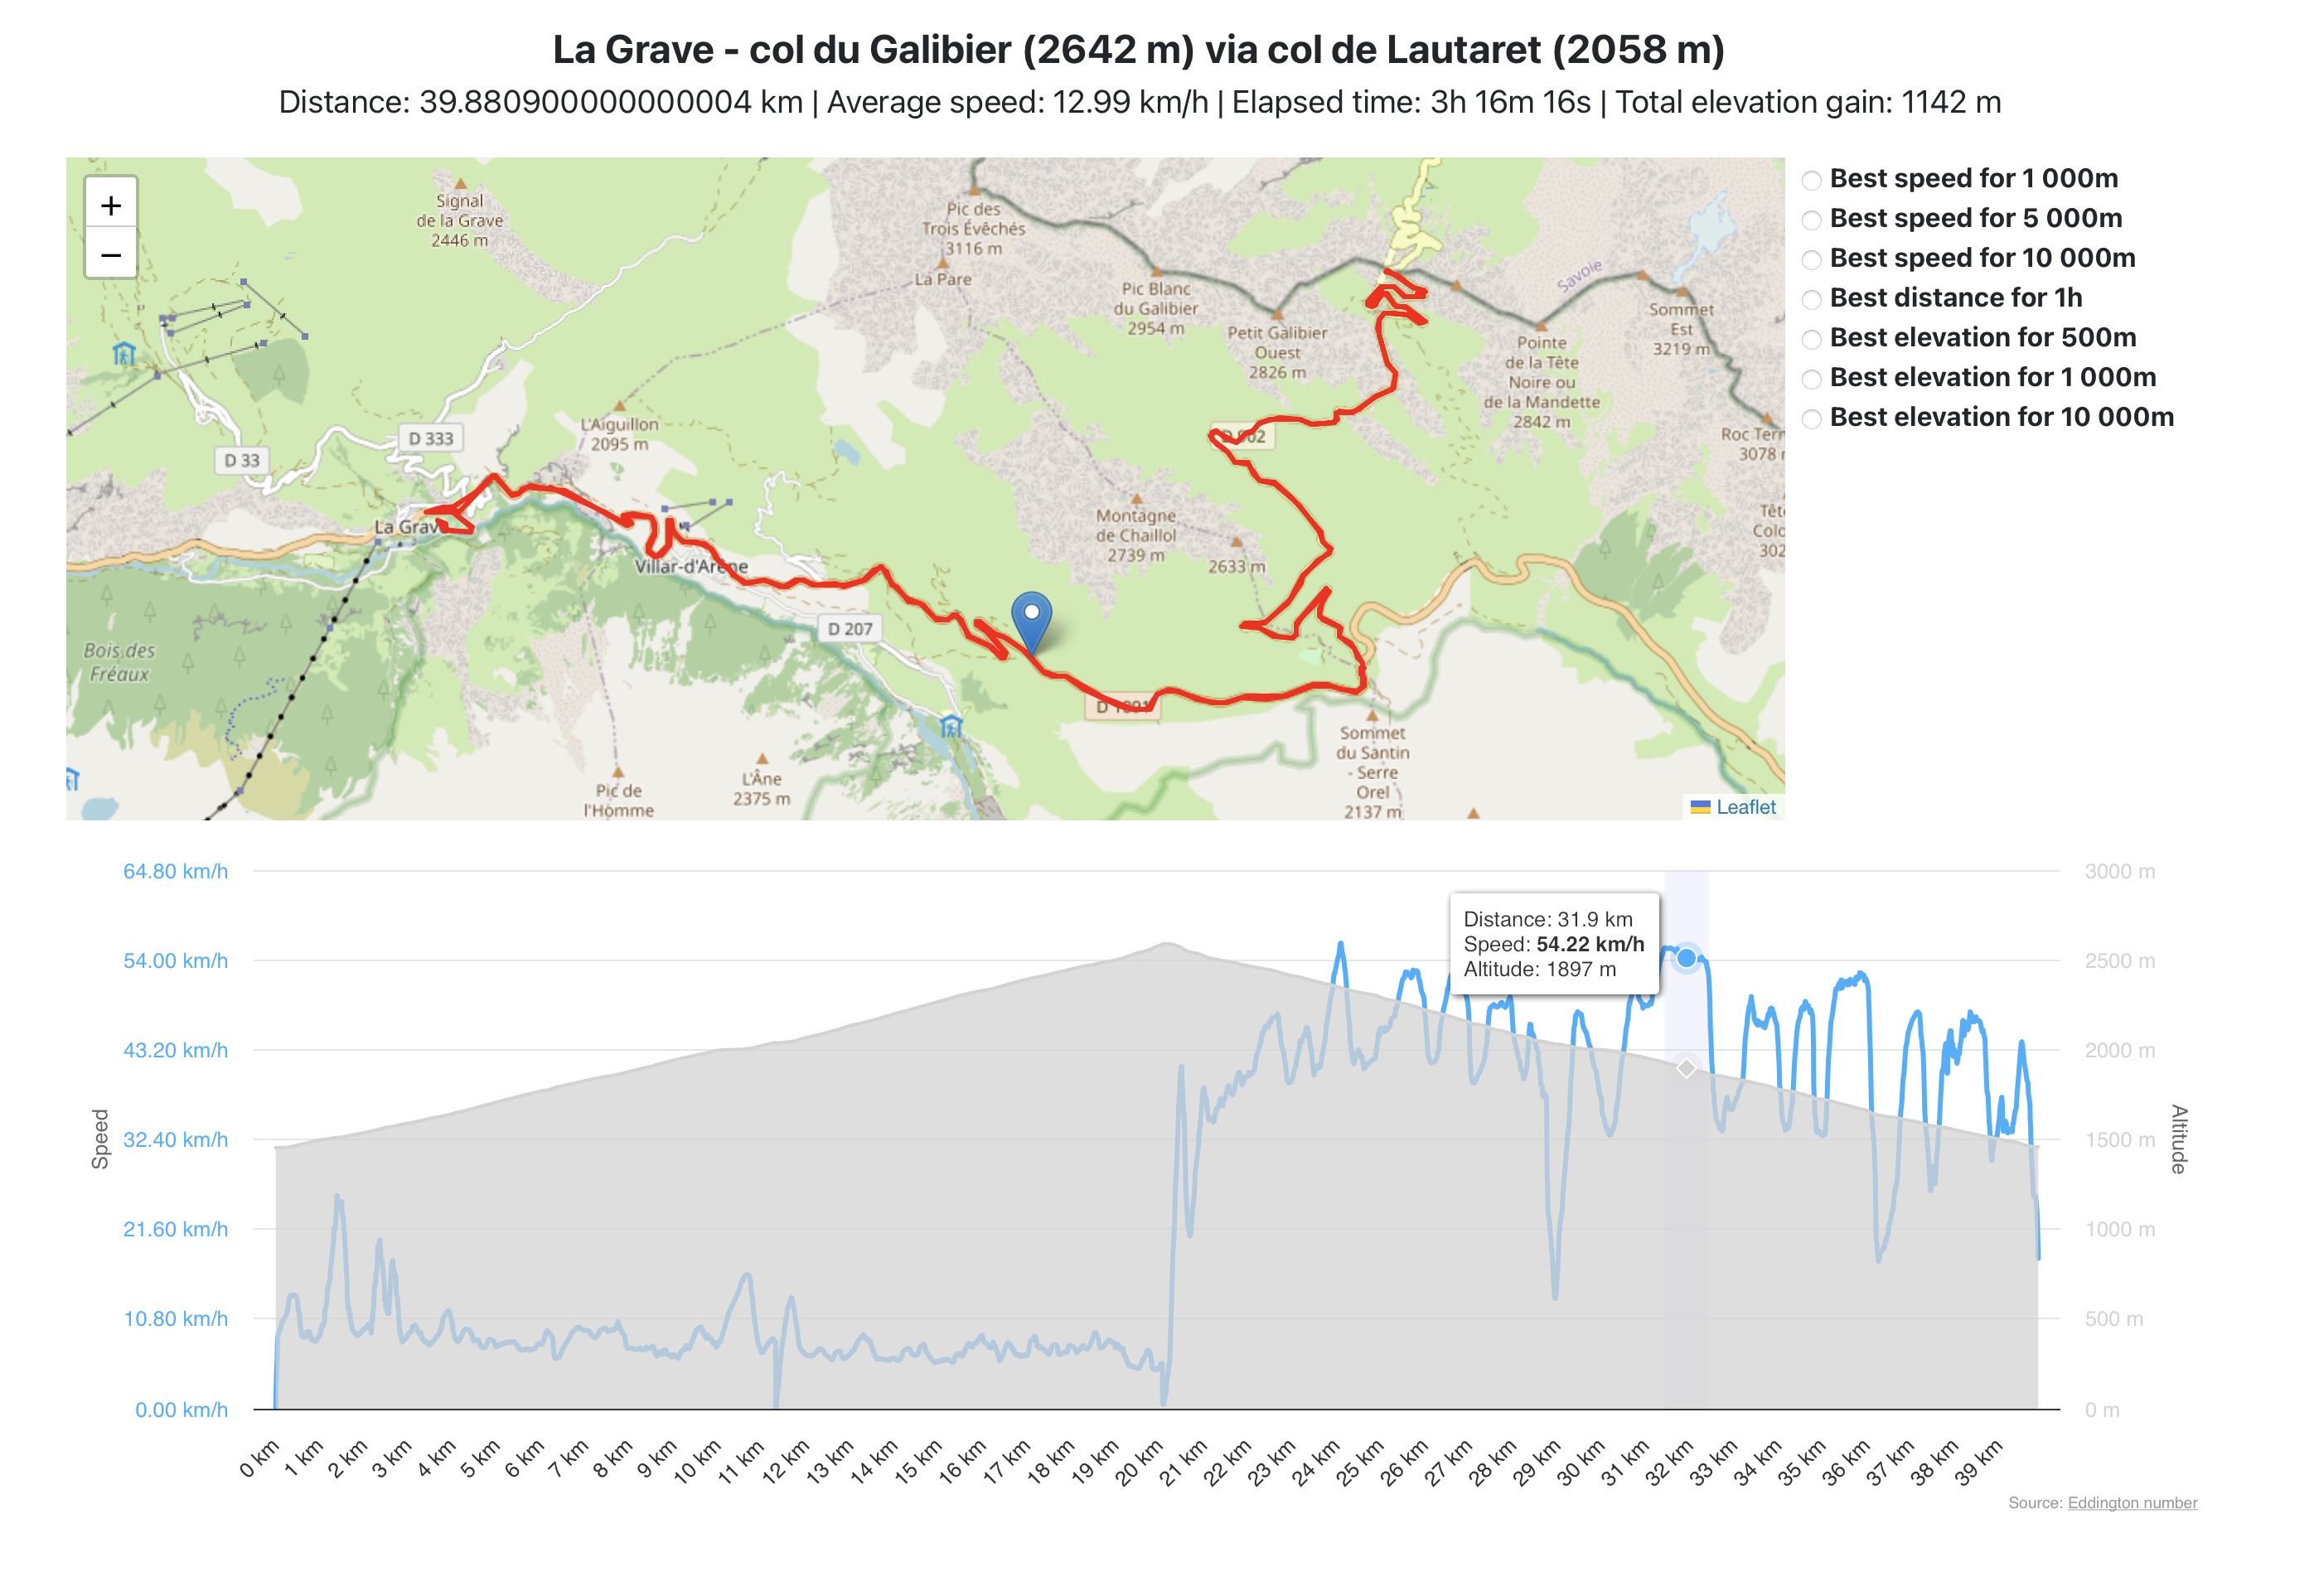 La Grave - col du Galibier (2642 m) via col de Lautaret (2058 m)
Distance: 39.880900000000004 km | Average speed: 12.99 km/h | Elapsed time: 3h 16m 16s | Total elevation gain: 1142 m
+
−
Signal
de la Grave
2446 m
Pic des
Trois Évêchés
3116 m
La Pare
Pic Blanc
du Galibier
2954 m
Petit Galibier
Ouest
2826 m
Savoie
Sommet
Est
3219 m
Pointe
de la Tête
Noire ou
de la Mandette
2842 m
3078
302
L'Aiguillon
2095 m
D 333
D 33
La Grave
Villar-d'Arène
Montagne
de Chaillol
2739 m
2633 m
D 207
Bois des
Fréaux
Sommet
du Santin
- Serre
Orel
2137 m
Pic de
l'Homme
L'Âne
2375 m
Leaflet
Best speed for 1 000m
Best speed for 5 000m
Best speed for 10 000m
Best distance for 1h
Best elevation for 500m
Best elevation for 1 000m
Best elevation for 10 000m
64.80 km/h
54.00 km/h
43.20 km/h
32.40 km/h
21.60 km/h
10.80 km/h
0.00 km/h
Speed
Distance: 31.9 km
Speed: 54.22 km/h
Altitude: 1897 m
3000 m
2500 m
2000 m
1500 m
1000 m
500 m
0 m
Altitude
0 km
1 km
2 km
3 km
4 km
5 km
6 km
7 km
8 km
9 km
10 km
11 km
12 km
13 km
14 km
15 km
16 km
17 km
18 km
19 km
20 km
21 km
22 km
23 km
24 km
25 km
26 km
27 km
28 km
29 km
30 km
31 km
32 km
33 km
34 km
35 km
36 km
37 km
38 km
39 km
Source: Eddington number